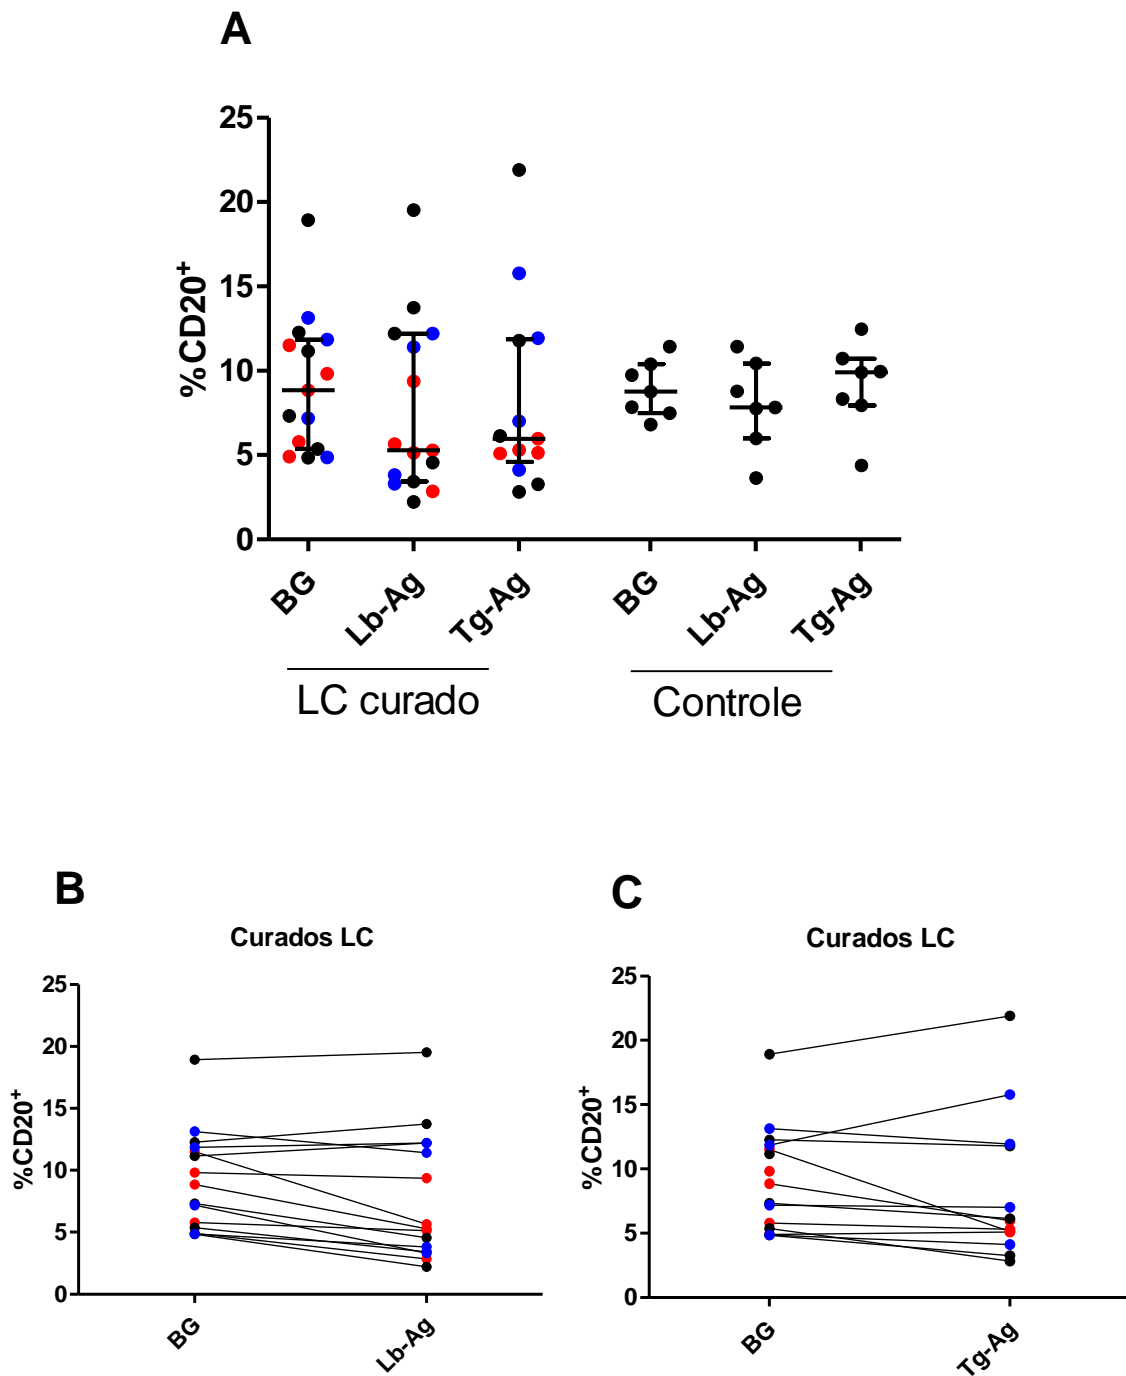 A
25
20
15
10
5
0
%CD20+
BG Lb-Ag Tg-Ag BG Lb-Ag Tg-Ag
LC curado Controle
B
Curados LC
25
20
15
10
5
0
%CD20+
BG Lb-Ag
C
Curados LC
25
20
15
10
5
0
%CD20+
BG Tg-Ag